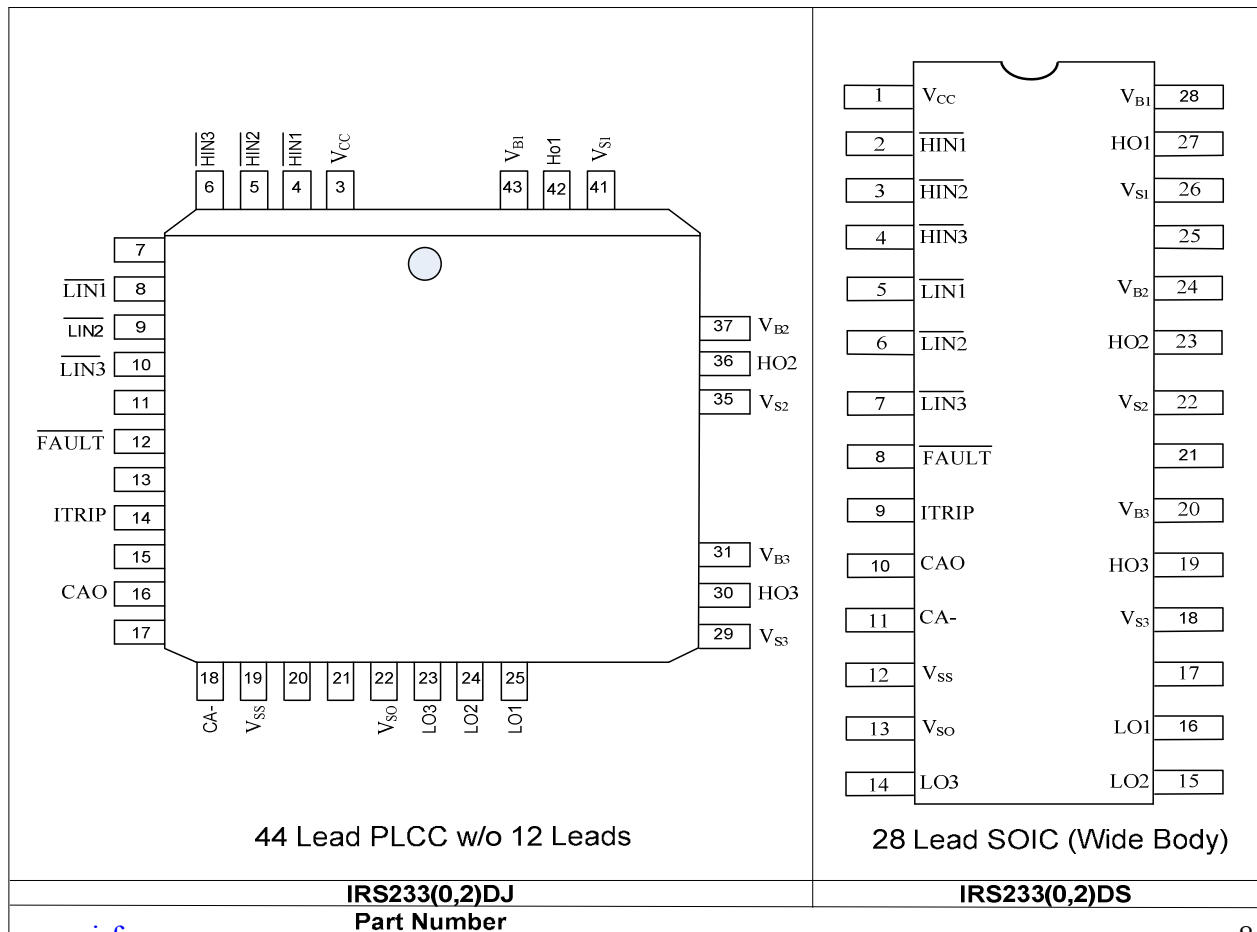 HIN3 HIN2 HIN1 VCC VB1 Ho1 VS1
6 5 4 3 43 42 41
7
LIN1 8
LIN2 9
LIN3 10
11
FAULT 12
13
ITRIP 14
15
CAO 16
17
37 VB2
36 HO2
35 VS2
31 VB3
30 HO3
29 VS3
18 19 20 21 22 23 24 25
CA- VSS VSO LO3 LO2 LO1
44 Lead PLCC w/o 12 Leads
1 VCC VB1 28
2 HIN1 HO1 27
3 HIN2 VS1 26
4 HIN3 25
5 LIN1 VB2 24
6 LIN2 HO2 23
7 LIN3 VS2 22
8 FAULT 21
9 ITRIP VB3 20
10 CAO HO3 19
11 CA- VS3 18
12 VSS 17
13 VSO LO1 16
14 LO3 LO2 15
28 Lead SOIC (Wide Body)
IRS233(0,2)DJ IRS233(0,2)DS
Part Number